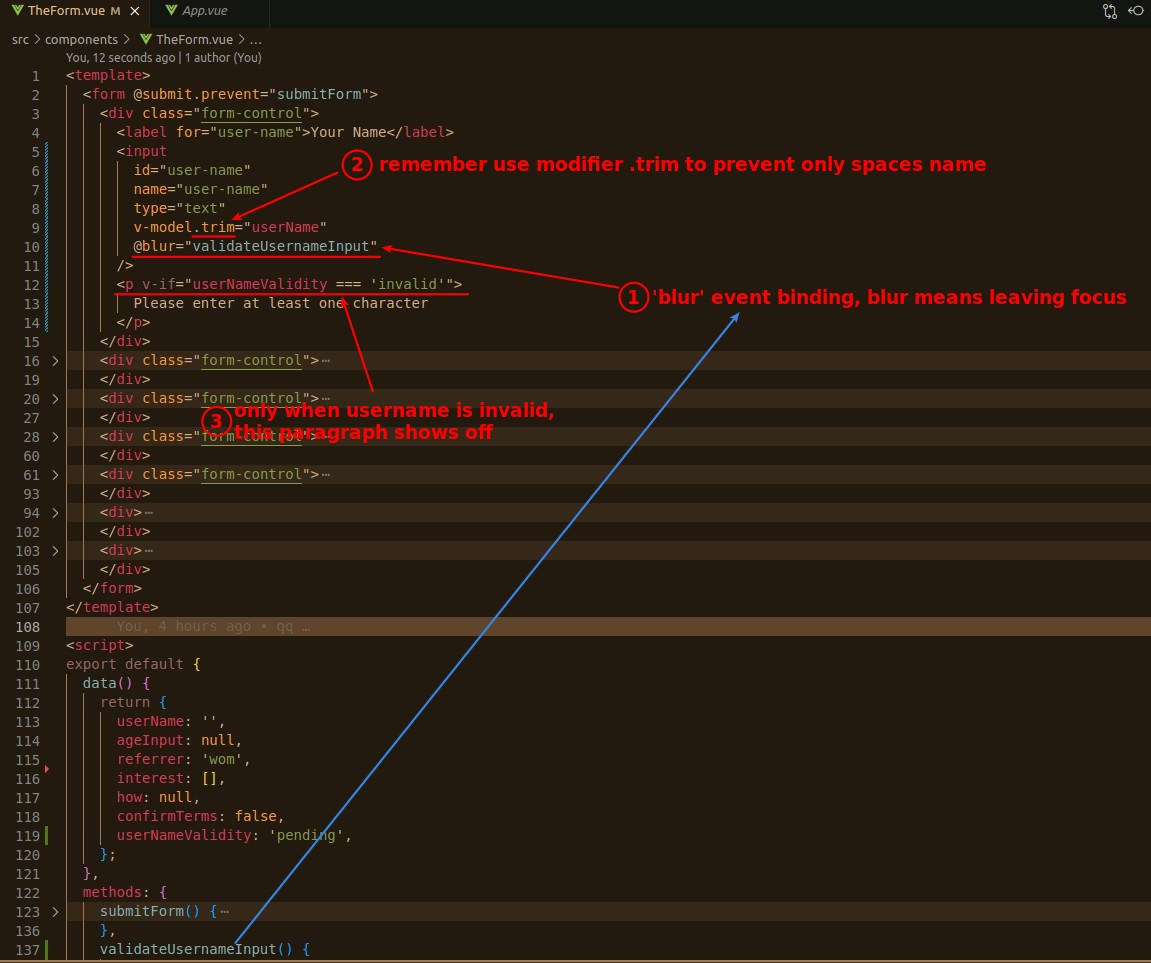 TheForm.vue M ×
App.vue
src > components > TheForm.vue > ...
You, 12 seconds ago | 1 author (You)
1 <template>
2 <form @submit.prevent="submitForm">
3 <div class="form-control">
4 <label for="user-name">Your Name</label>
5 <input
② remember use modifier .trim to prevent only spaces name
6 id="user-name"
7 name="user-name"
8 type="text"
9 v-model.trim="userName"
10 @blur="validateUsernameInput"
11 />
12 <p v-if="userNameValidity === 'invalid'">
① 'blur' event binding, blur means leaving focus
13 Please enter at least one character
14 </p>
15 </div>
16 <div class="form-control">…
19 </div>
20 <div class="form-control">…
③ only when username is invalid,
27 </div>
this paragraph shows off
28 <div class="form-control">…
60 </div>
61 <div class="form-control">…
93 </div>
94 <div>…
102 </div>
103 <div>…
105 </div>
106 </form>
107 </template>
108 You, 4 hours ago • qq …
109 <script>
110 export default {
111 data() {
112 return {
113 userName: '',
114 ageInput: null,
115 referrer: 'wom',
116 interest: [],
117 how: null,
118 confirmTerms: false,
119 userNameValidity: 'pending',
120 };
121 },
122 methods: {
123 submitForm() {…
136 },
137 validateUsernameInput() {